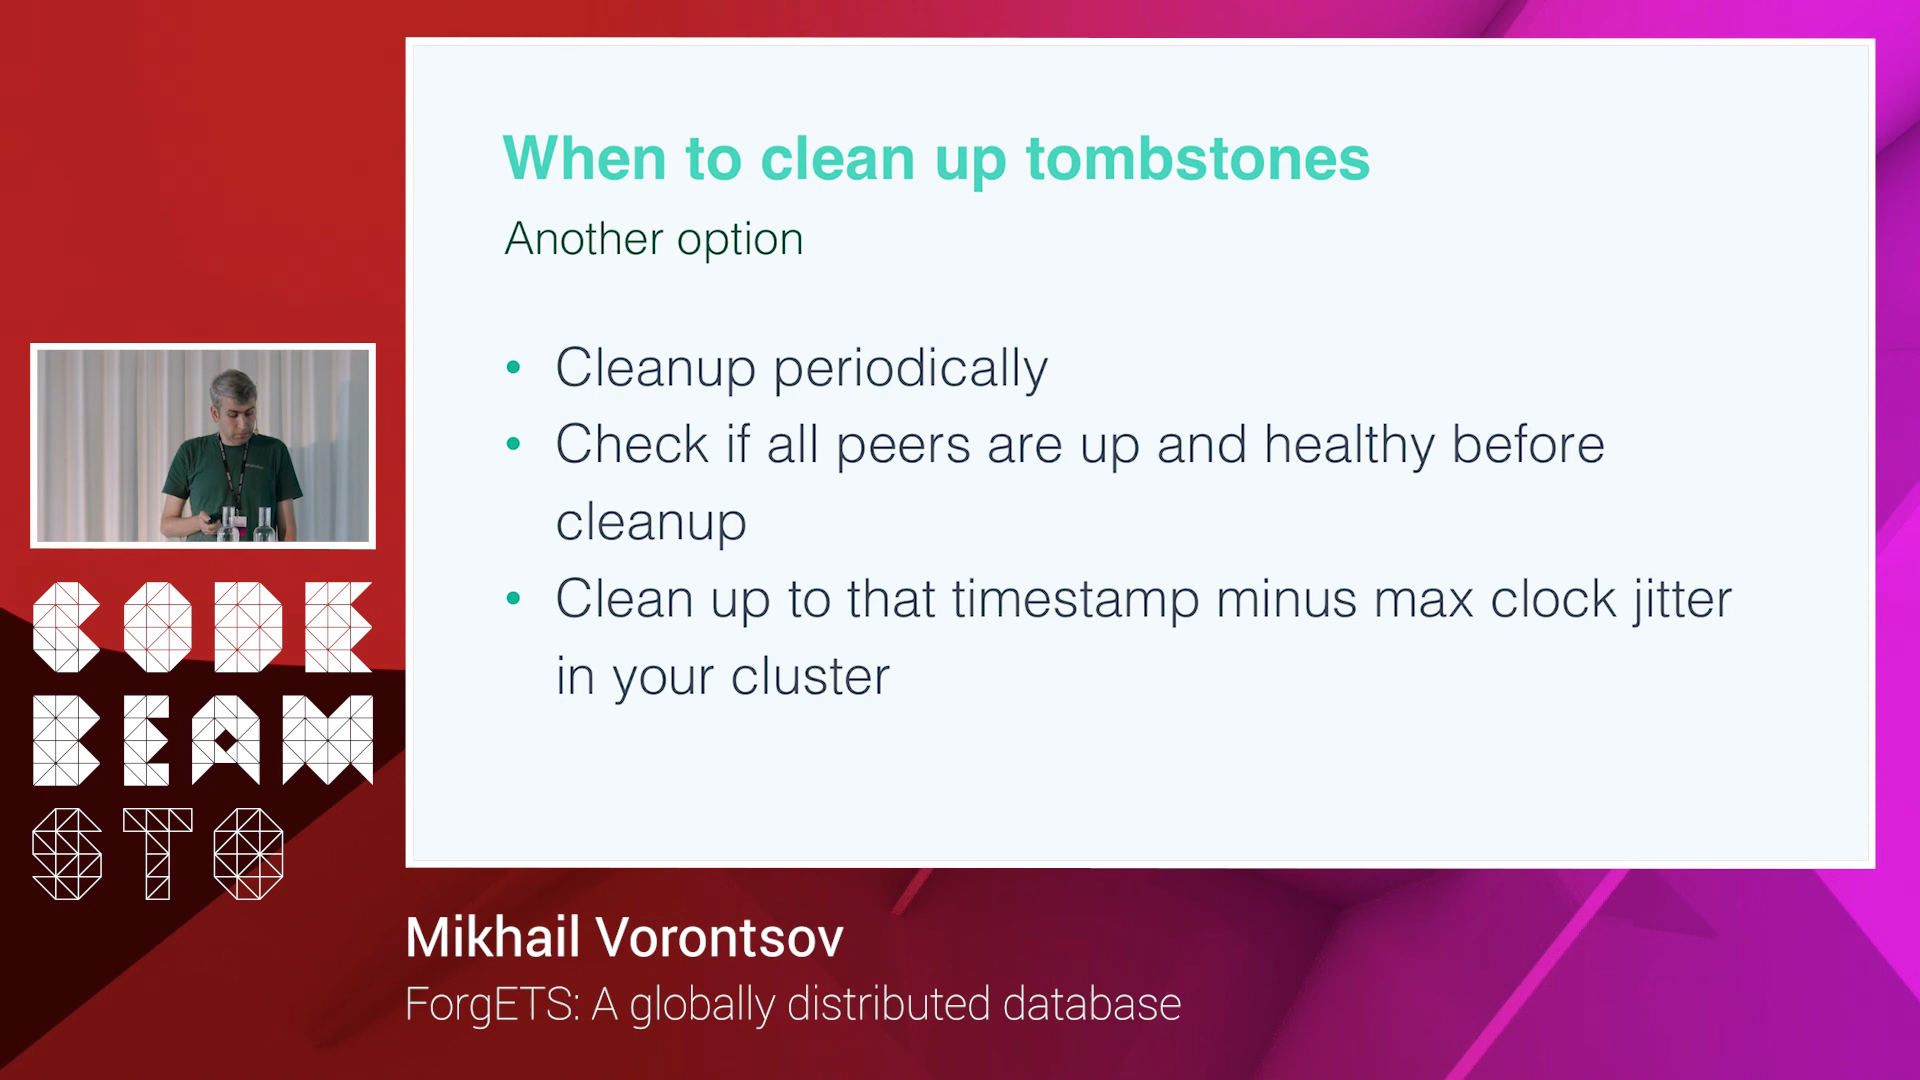 When to clean up tombstones
Another option
• Cleanup periodically
• Check if all peers are up and healthy before
cleanup
• Clean up to that timestamp minus max clock jitter
in your cluster
CODE
BEAM
STO
Mikhail Vorontsov
ForgETS: A globally distributed database